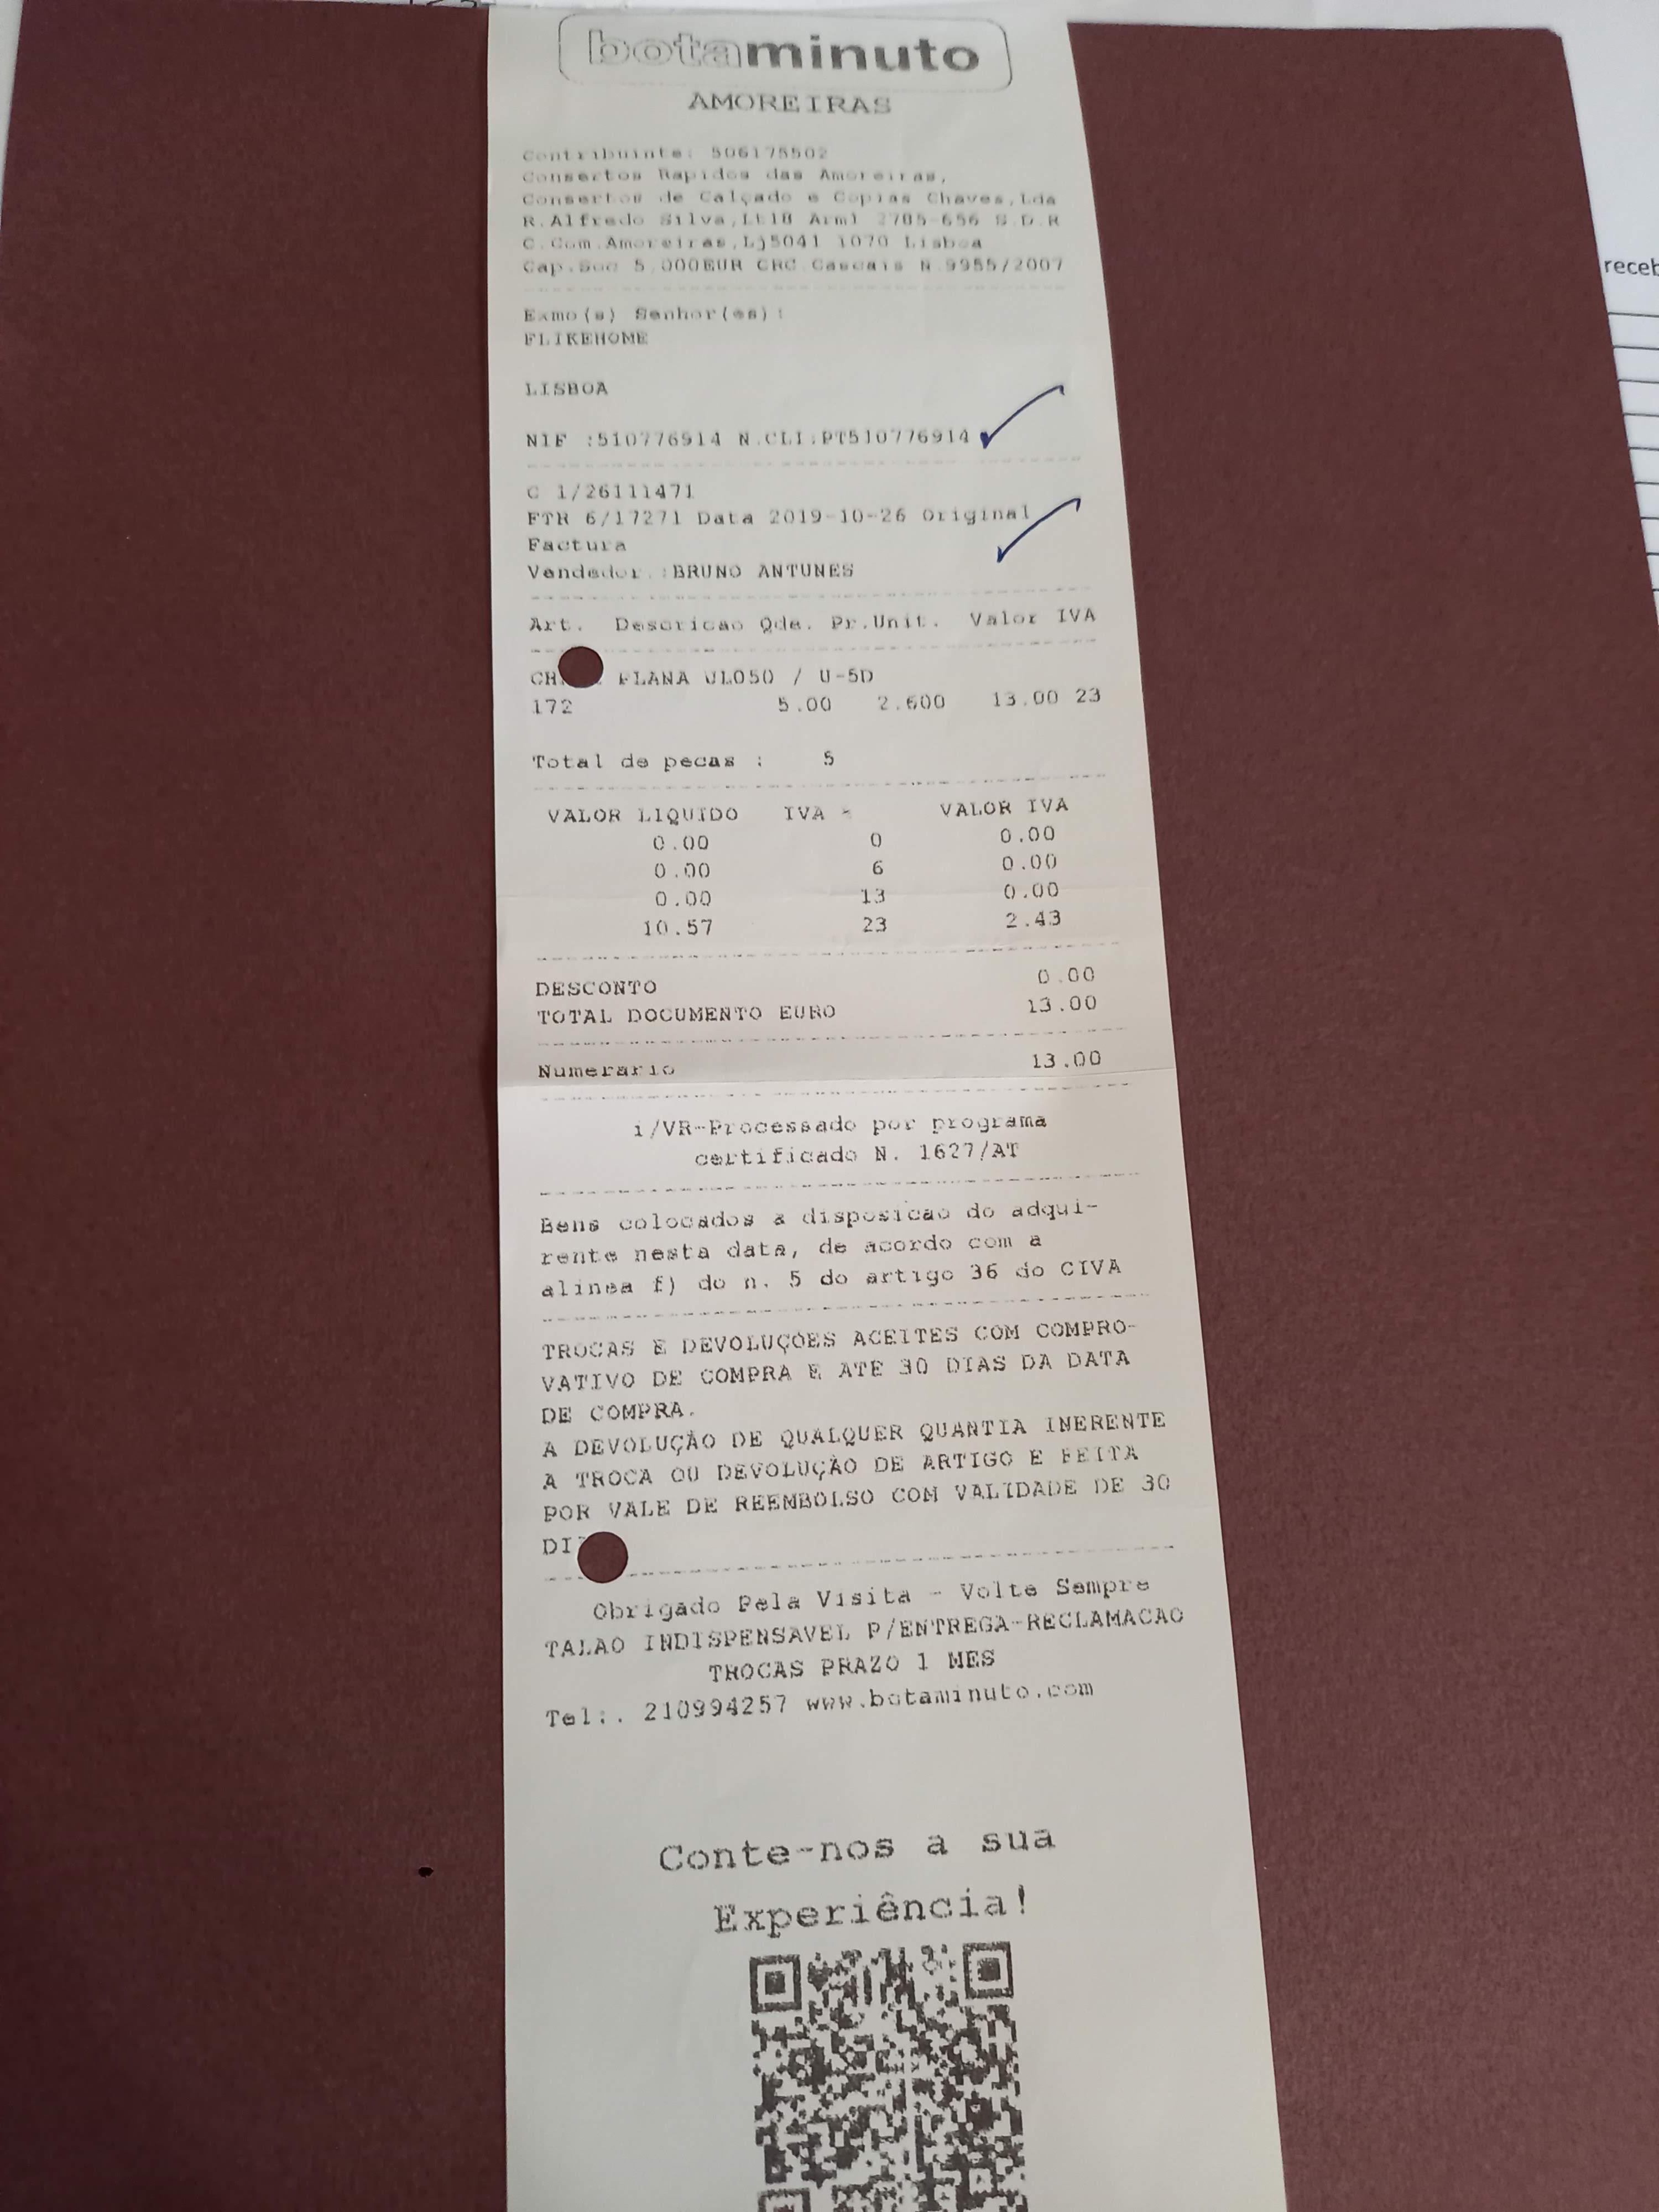 botaminuto
AMOREIRAS
Contribuinte: 506175502
Consertos Rapidos das Amoreiras,
Consertos de Calçado e Copias Chaves,Lda
R.Alfredo Silva,Lt18 Arm1 2785-656 S.D.R
C.Com.Amoreiras,Lj5041 1070 Lisboa
Cap.Soc 5.000EUR CRC.Cascais N.9955/2007
Exmo(s) Senhor(es):
FLIKEHOME
LISBOA
NIF :510776914 N.CLI:PT510776914
C 1/26111471
FTR 6/17271 Data 2019-10-26 Original
Factura
Vendedor.:BRUNO ANTUNES
Art. Descricao Qde. Pr.Unit. Valor IVA
PLANA UL050 / U-5D
172 5.00 2.600 13.00 23
Total de pecas : 5
VALOR LIQUIDO IVA - VALOR IVA
0.00 0 0.00
0.00 6 0.00
0.00 13 0.00
10.57 23 2.43
DESCONTO 0.00
TOTAL DOCUMENTO EURO 13.00
Numerario 13.00
i/VR-Processado por programa
certificado N. 1627/AT
Bens colocados a disposicao do adqui-
rente nesta data, de acordo com a
alinea f) do n. 5 do artigo 36 do CIVA
TROCAS E DEVOLUÇÕES ACEITES COM COMPRO-
VATIVO DE COMPRA E ATE 30 DIAS DA DATA
DE COMPRA.
A DEVOLUÇÃO DE QUALQUER QUANTIA INERENTE
A TROCA OU DEVOLUÇÃO DE ARTIGO E FEITA
POR VALE DE REEMBOLSO COM VALIDADE DE 30
Obrigado Pela Visita - Volte Sempre
TALAO INDISPENSAVEL P/ENTREGA-RECLAMACAO
TROCAS PRAZO 1 MES
Tel:. 210994257 www.botaminuto.com
Conte-nos a sua
Experiência!